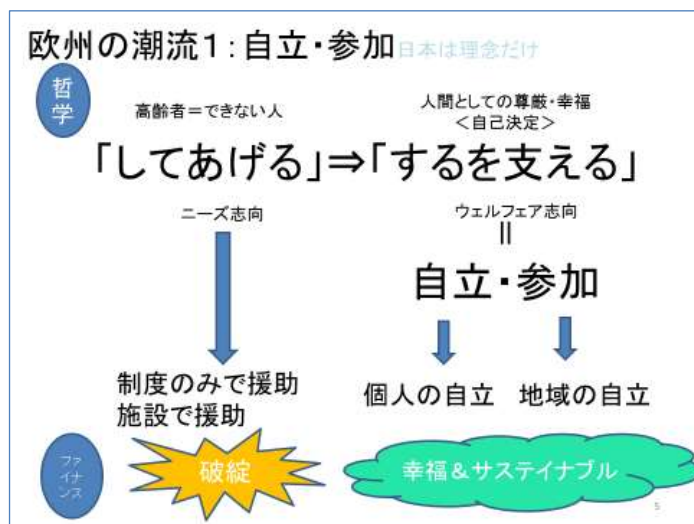 欧州の潮流1:自立・参加日本は理念だけ
哲
学
高齢者=できない人
人間としての尊厳・幸福
<自己決定>
「してあげる」⇒「するを支える」
ニーズ志向
ウェルフェア志向
||
自立・参加
制度のみで援助
施設で援助
個人の自立 地域の自立
ファ
イナ
ンス
破綻
幸福&サステイナブル
5